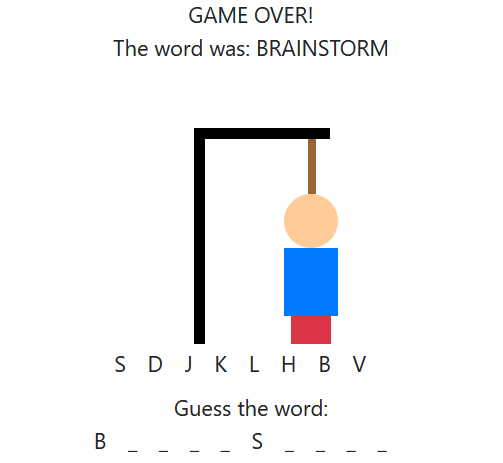 GAME OVER!
The word was: BRAINSTORM
S D J K L H B V
Guess the word:
B _ _ _ _ S _ _ _ _